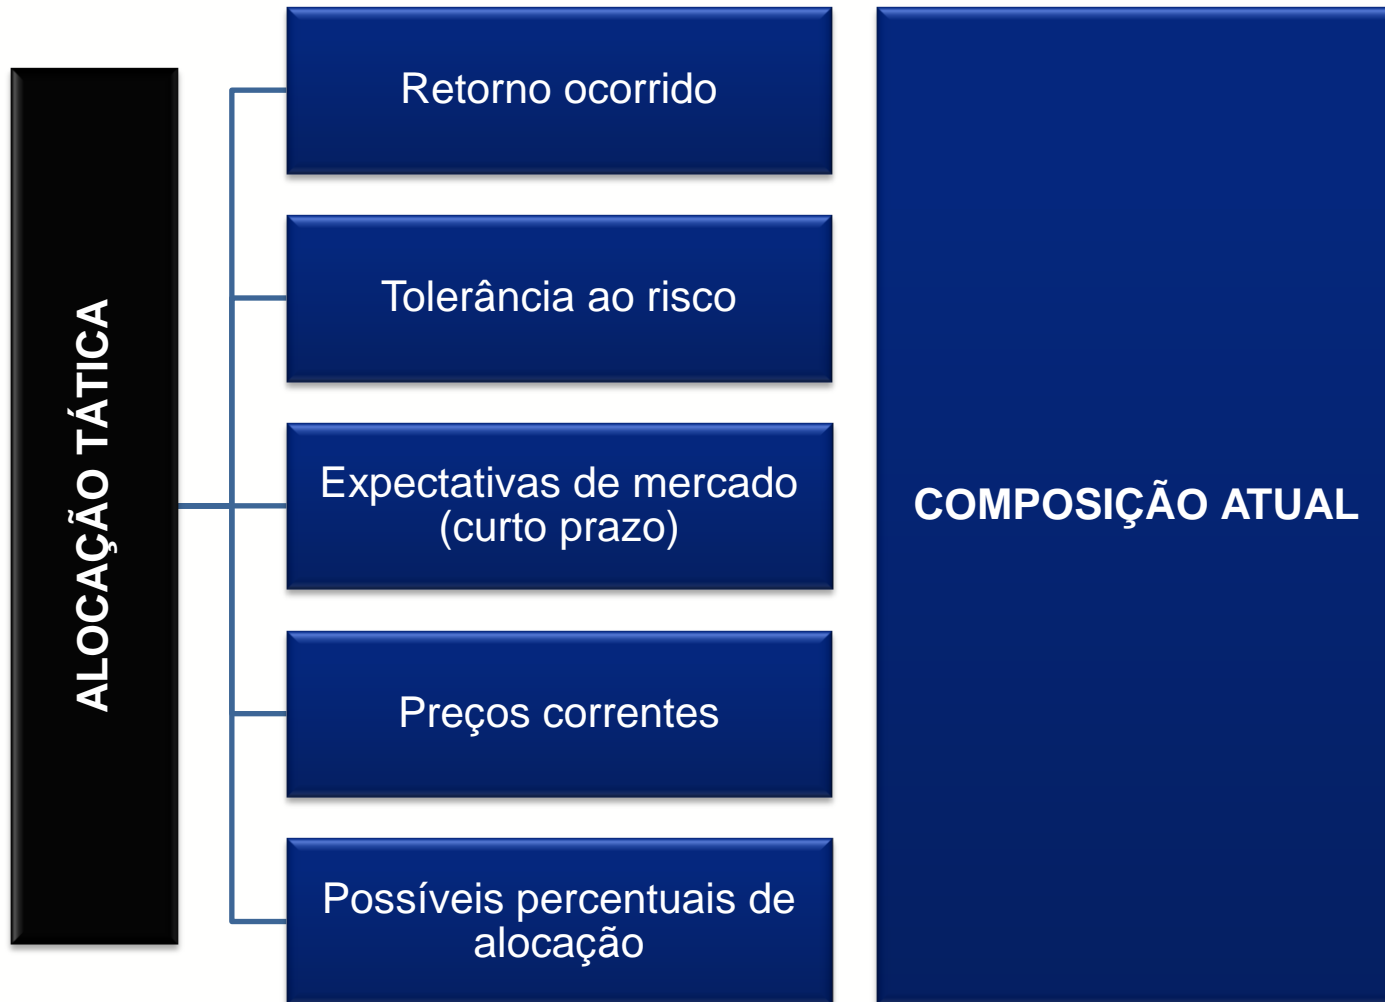 ALOCAÇÃO TÁTICA
Retorno ocorrido
Tolerância ao risco
Expectativas de mercado
(curto prazo)
Preços correntes
Possíveis percentuais de
alocação
COMPOSIÇÃO ATUAL